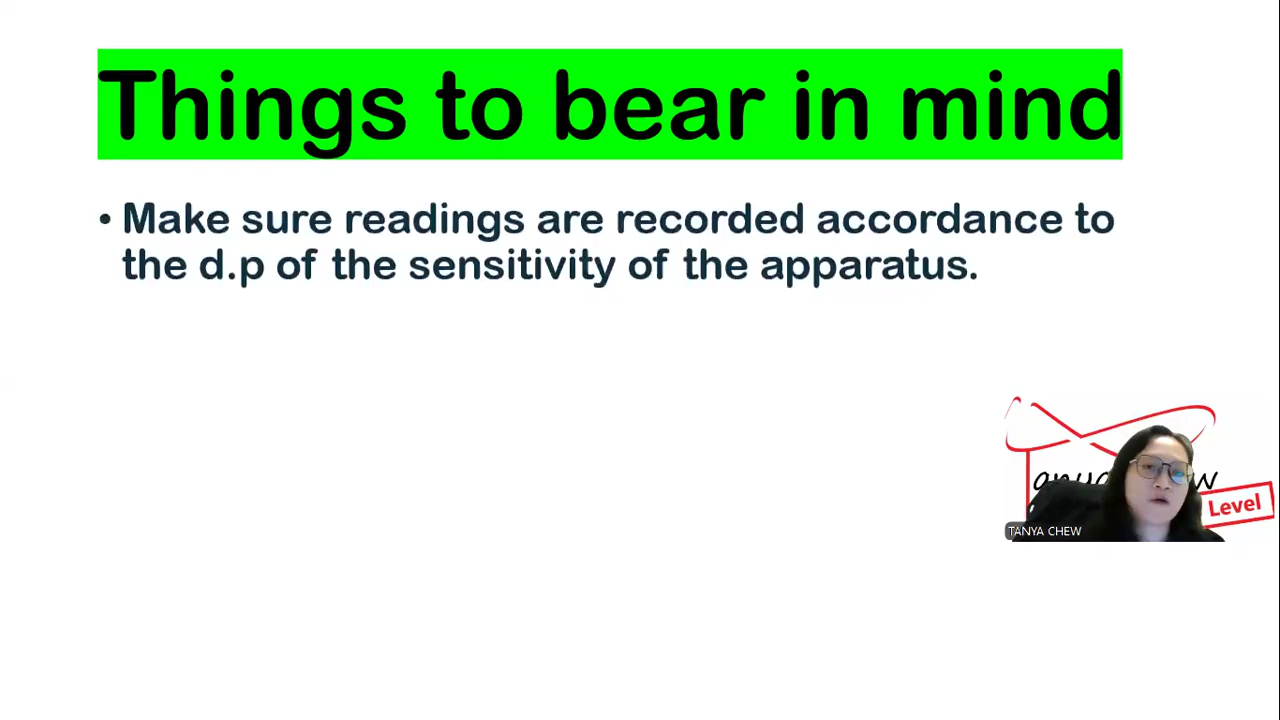 Things to bear in mind
• Make sure readings are recorded accordance to
the d.p of the sensitivity of the apparatus.
Level
TANYA CHEW